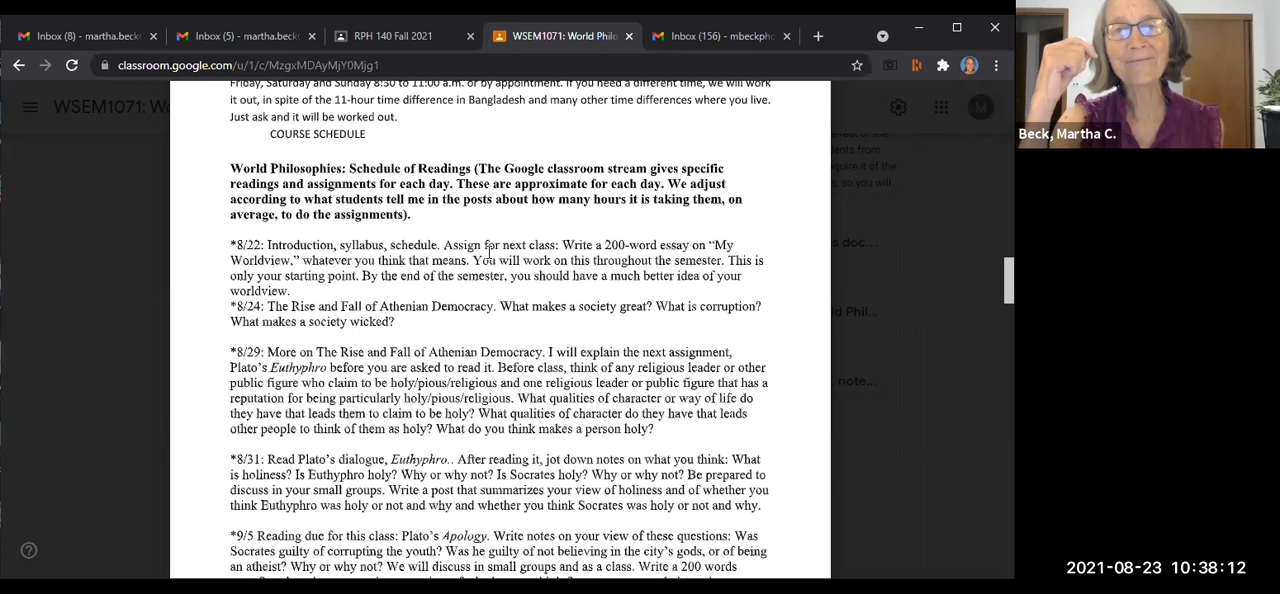 Inbox (8) - martha.beck
Inbox (5) - martha.beck
RPH 140 Fall 2021
WSEM1071: World Philo
Inbox (156) - mbeckph
classroom.google.com/u/1/c/MzgxMDAyMjY0Mjg1
WSEM1071: W
M
Friday, Saturday and Sunday 8:30 to 11:00 a.m. or by appointment. If you need a different time, we will work
it out, in spite of the 11-hour time difference in Bangladesh and many other time differences where you live.
Just ask and it will be worked out.
COURSE SCHEDULE
World Philosophies: Schedule of Readings (The Google classroom stream gives specific
readings and assignments for each day. These are approximate for each day. We adjust
according to what students tell me in the posts about how many hours it is taking them, on
average, to do the assignments).
*8/22: Introduction, syllabus, schedule. Assign for next class: Write a 200-word essay on “My
Worldview,” whatever you think that means. You will work on this throughout the semester. This is
only your starting point. By the end of the semester, you should have a much better idea of your
worldview.
*8/24: The Rise and Fall of Athenian Democracy. What makes a society great? What is corruption?
What makes a society wicked?
*8/29: More on The Rise and Fall of Athenian Democracy. I will explain the next assignment,
Plato’s Euthyphro before you are asked to read it. Before class, think of any religious leader or other
public figure who claim to be holy/pious/religious and one religious leader or public figure that has a
reputation for being particularly holy/pious/religious. What qualities of character or way of life do
they have that leads them to claim to be holy? What qualities of character do they have that leads
other people to think of them as holy? What do you think makes a person holy?
*8/31: Read Plato’s dialogue, Euthyphro.. After reading it, jot down notes on what you think: What
is holiness? Is Euthyphro holy? Why or why not? Is Socrates holy? Why or why not? Be prepared to
discuss in your small groups. Write a post that summarizes your view of holiness and of whether you
think Euthyphro was holy or not and why and whether you think Socrates was holy or not and why.
*9/5 Reading due for this class: Plato’s Apology. Write notes on your view of these questions: Was
Socrates guilty of corrupting the youth? Was he guilty of not believing in the city’s gods, or of being
an atheist? Why or why not? We will discuss in small groups and as a class. Write a 200 words
ents from
quire it of the
s so you will
s doc...
d Phil...
note...
Beck, Martha C.
2021-08-23 10:38:12